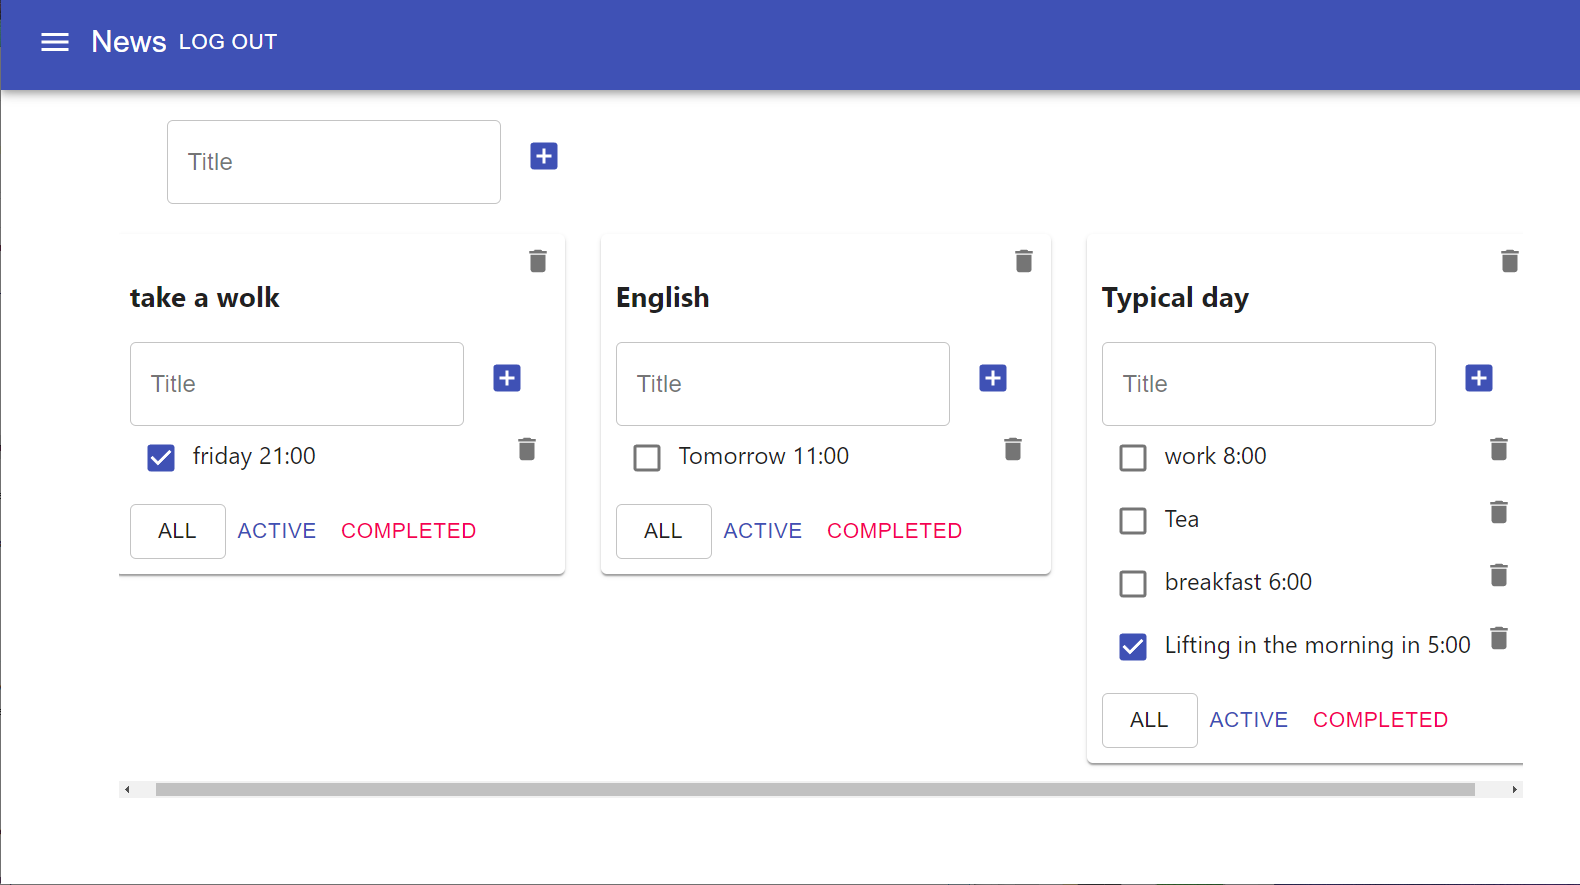 News LOG OUT
Title
take a wolk
Title
friday 21:00
ALL ACTIVE COMPLETED
English
Title
Tomorrow 11:00
ALL ACTIVE COMPLETED
Typical day
Title
work 8:00
Tea
breakfast 6:00
Lifting in the morning in 5:00
ALL ACTIVE COMPLETED